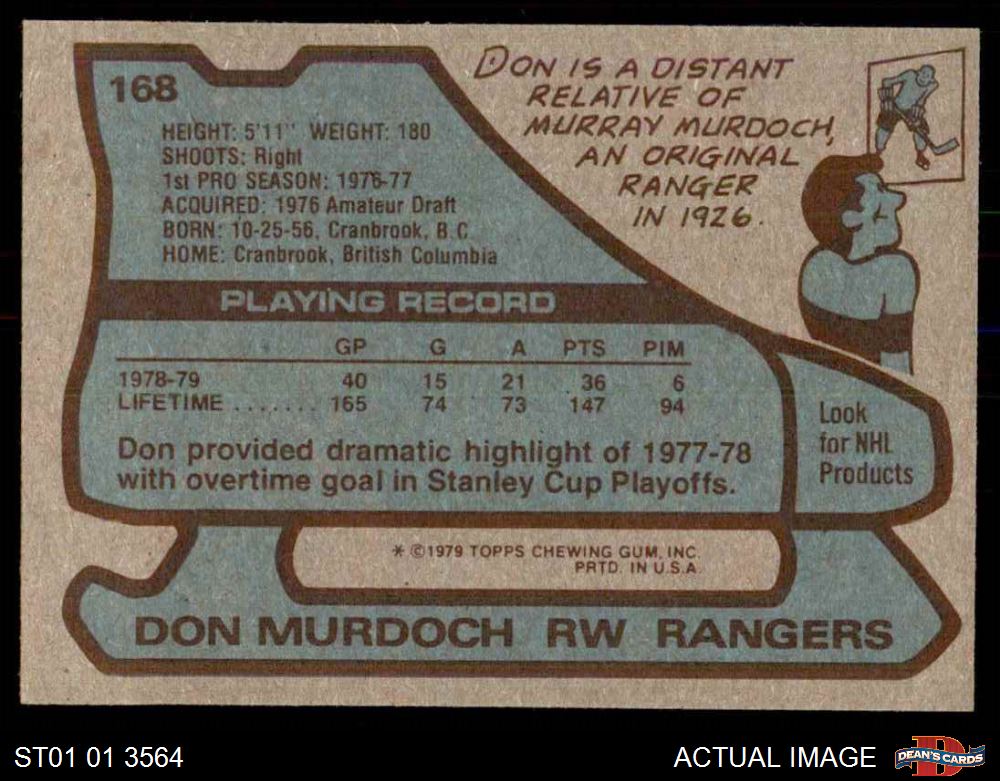 168
HEIGHT: 5'11" WEIGHT: 180
SHOOTS: Right
1st PRO SEASON: 1976-77
ACQUIRED: 1976 Amateur Draft
BORN: 10-25-56, Cranbrook, B.C.
HOME: Cranbrook, British Columbia
DON IS A DISTANT
RELATIVE OF
MURRAY MURDOCH,
AN ORIGINAL
RANGER
IN 1926.
PLAYING RECORD
GP G A PTS PIM
1978-79 40 15 21 36 6
LIFETIME ....... 165 74 73 147 94
Don provided dramatic highlight of 1977-78
with overtime goal in Stanley Cup Playoffs.
Look
for NHL
Products
* ©1979 TOPPS CHEWING GUM, INC.
PRTD. IN U.S.A.
DON MURDOCH RW RANGERS
ST01 01 3564
ACTUAL IMAGE
D
DEAN'S CARDS